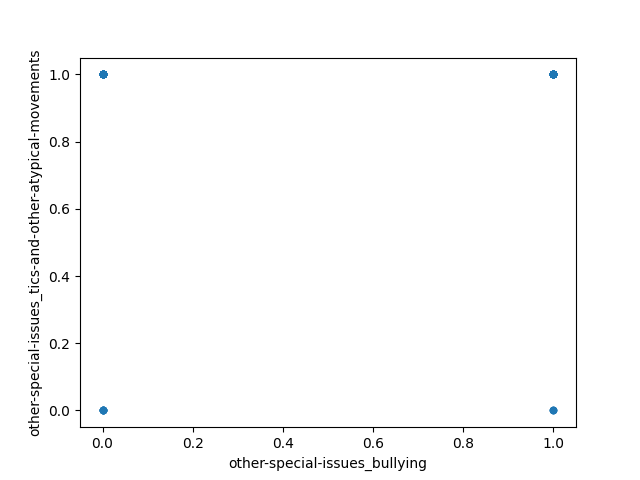 other-special-issues_tics-and-other-atypical-movements
1.0
0.8
0.6
0.4
0.2
0.0
0.0 0.2 0.4 0.6 0.8 1.0
other-special-issues_bullying